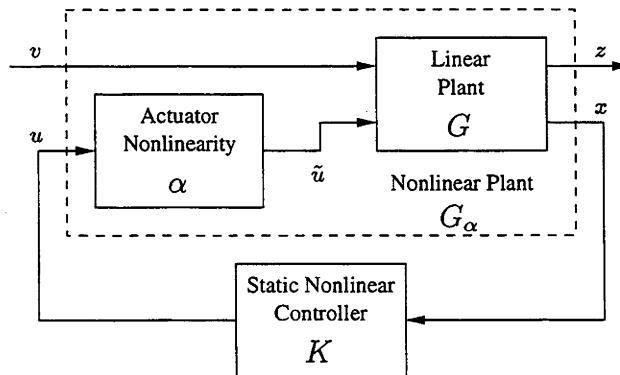 v
Linear
Plant
G
z
x
u
Actuator
Nonlinearity
α
ũ
Nonlinear Plant
G_α
Static Nonlinear
Controller
K